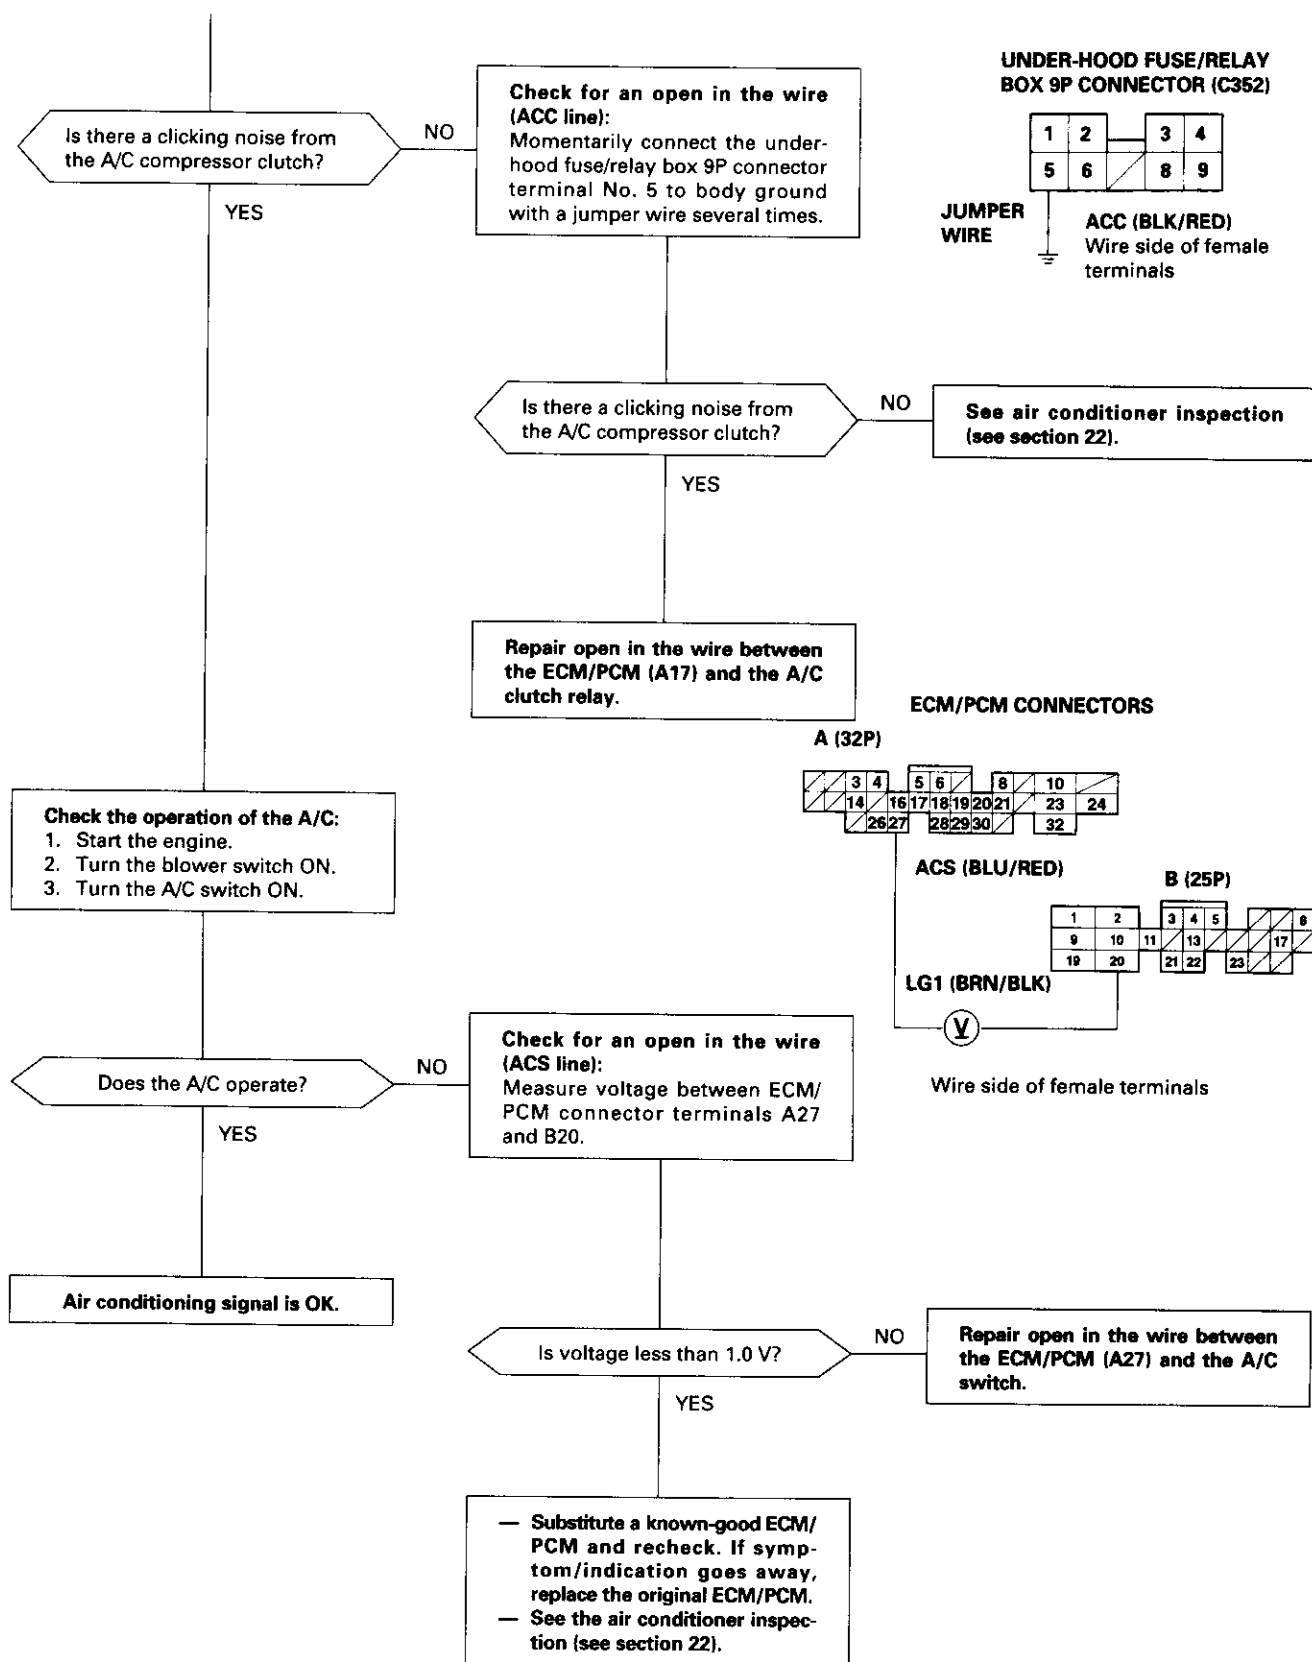 Is there a clicking noise from
the A/C compressor clutch?
NO
YES
Check for an open in the wire
(ACC line):
Momentarily connect the under-
hood fuse/relay box 9P connector
terminal No. 5 to body ground
with a jumper wire several times.
UNDER-HOOD FUSE/RELAY
BOX 9P CONNECTOR (C352)
1 2 3 4
5 6 8 9
JUMPER
WIRE
ACC (BLK/RED)
Wire side of female
terminals
Is there a clicking noise from
the A/C compressor clutch?
NO
YES
See air conditioner inspection
(see section 22).
Repair open in the wire between
the ECM/PCM (A17) and the A/C
clutch relay.
ECM/PCM CONNECTORS
A (32P)
3 4 5 6 8 10
14 16 17 18 19 20 21 23 24
26 27 28 29 30 32
ACS (BLU/RED)
B (25P)
1 2 3 4 5 8
9 10 11 13 17
19 20 21 22 23
LG1 (BRN/BLK)
V
Wire side of female terminals
Check the operation of the A/C:
1. Start the engine.
2. Turn the blower switch ON.
3. Turn the A/C switch ON.
Does the A/C operate?
NO
YES
Check for an open in the wire
(ACS line):
Measure voltage between ECM/
PCM connector terminals A27
and B20.
Air conditioning signal is OK.
Is voltage less than 1.0 V?
NO
YES
Repair open in the wire between
the ECM/PCM (A27) and the A/C
switch.
— Substitute a known-good ECM/
PCM and recheck. If symp-
tom/indication goes away,
replace the original ECM/PCM.
— See the air conditioner inspec-
tion (see section 22).